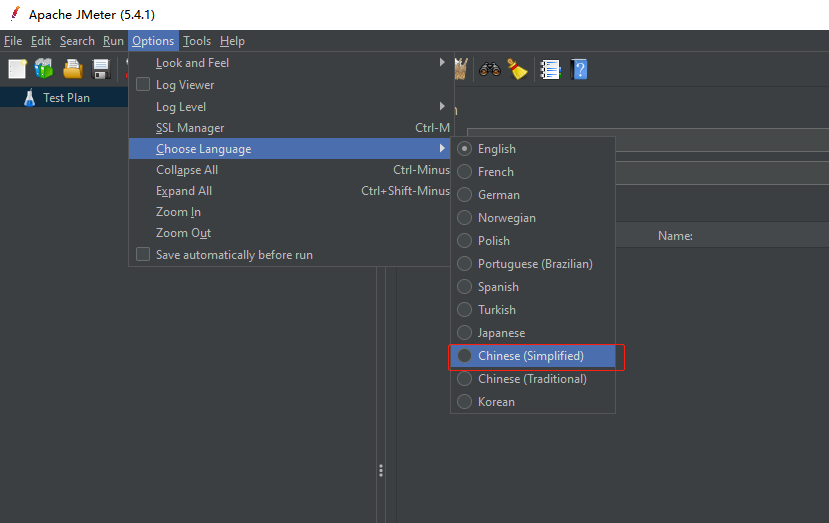 Apache JMeter (5.4.1)
File Edit Search Run Options Tools Help
Look and Feel
Log Viewer
Test Plan
Log Level
SSL Manager Ctrl-M
Choose Language
Collapse All Ctrl-Minus
Expand All Ctrl+Shift-Minus
Zoom In
Zoom Out
Save automatically before run
English
French
German
Norwegian
Polish
Portuguese (Brazilian)
Spanish
Turkish
Japanese
Chinese (Simplified)
Chinese (Traditional)
Korean
Name: